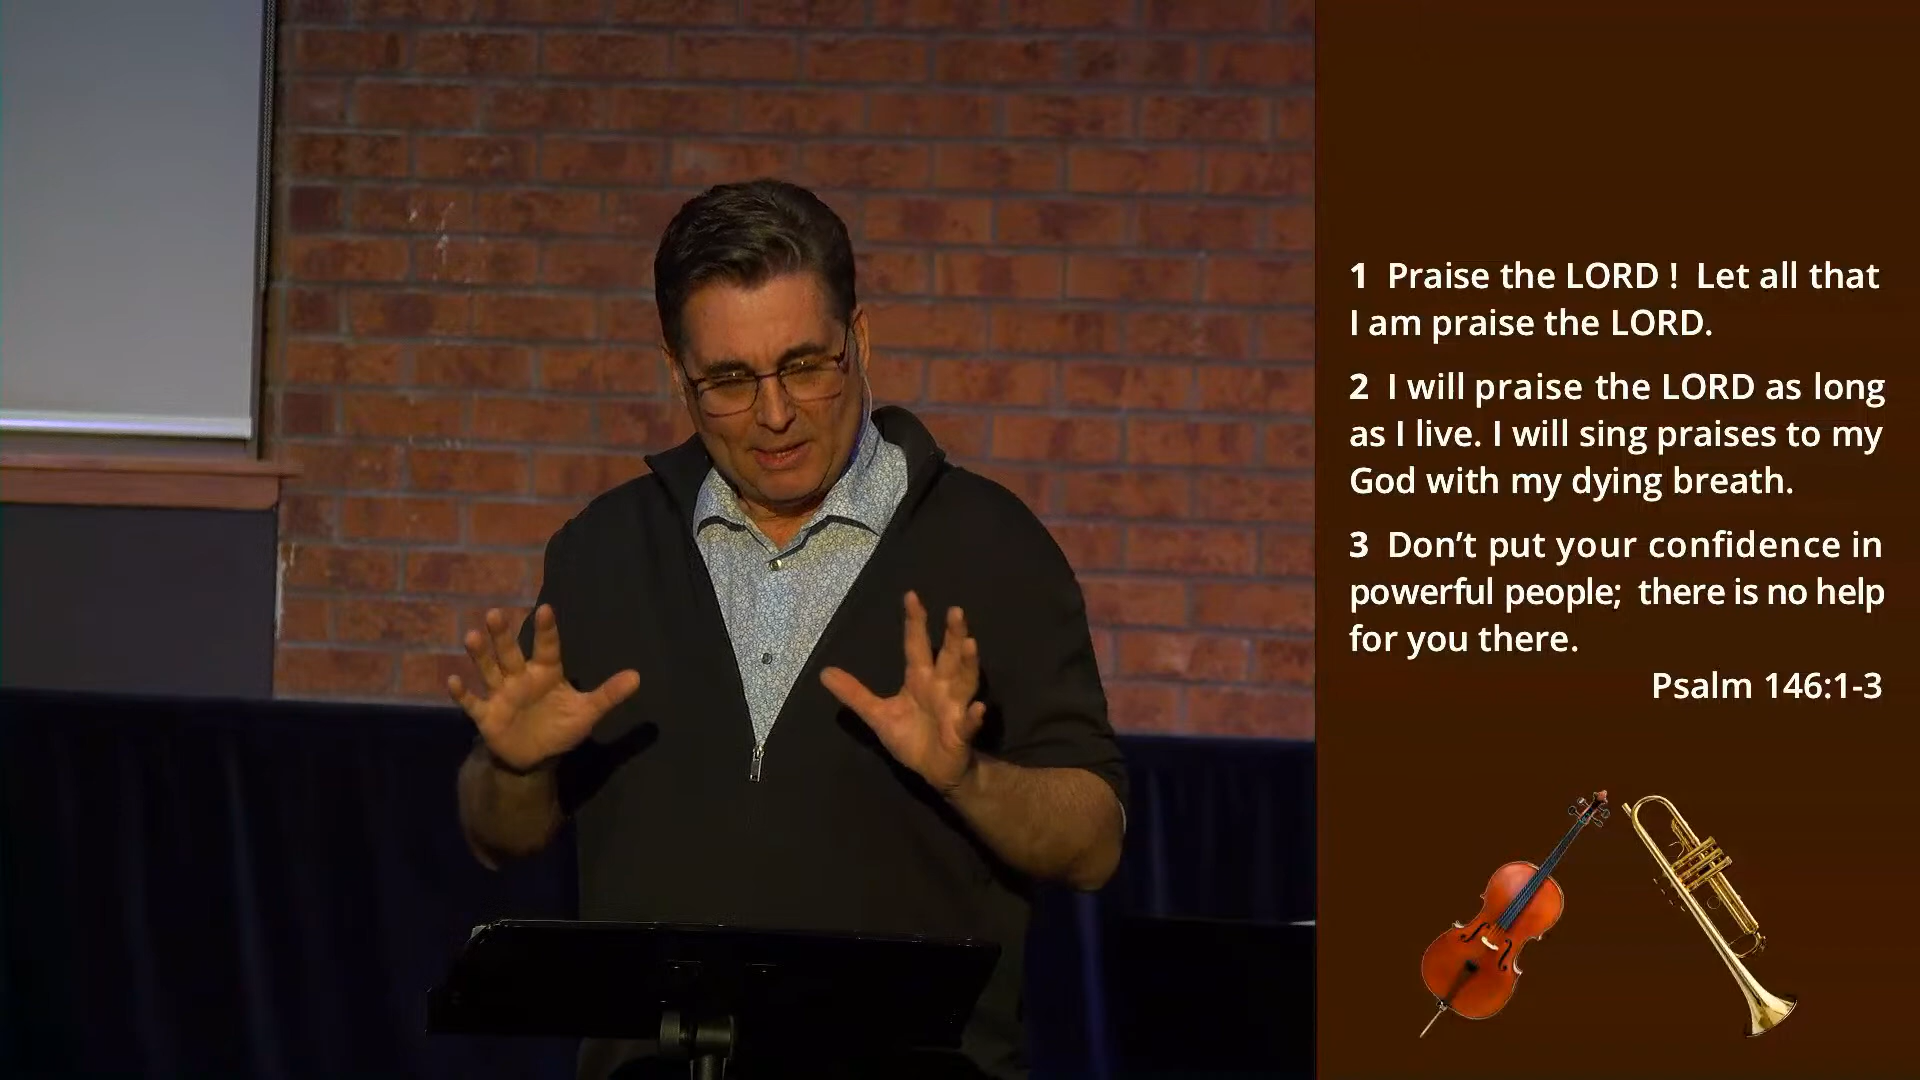 1 Praise the LORD ! Let all that
I am praise the LORD.
2 I will praise the LORD as long
as I live. I will sing praises to my
God with my dying breath.
3 Don’t put your confidence in
powerful people; there is no help
for you there.
Psalm 146:1-3